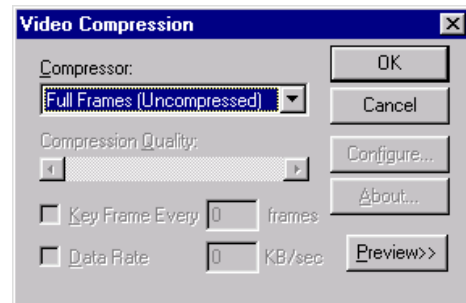 Video Compression
Compressor:
Full Frames (Uncompressed)
Compression Quality:
Key Frame Every 0 frames
Data Rate 0 KB/sec
OK
Cancel
Configure...
About...
Preview>>